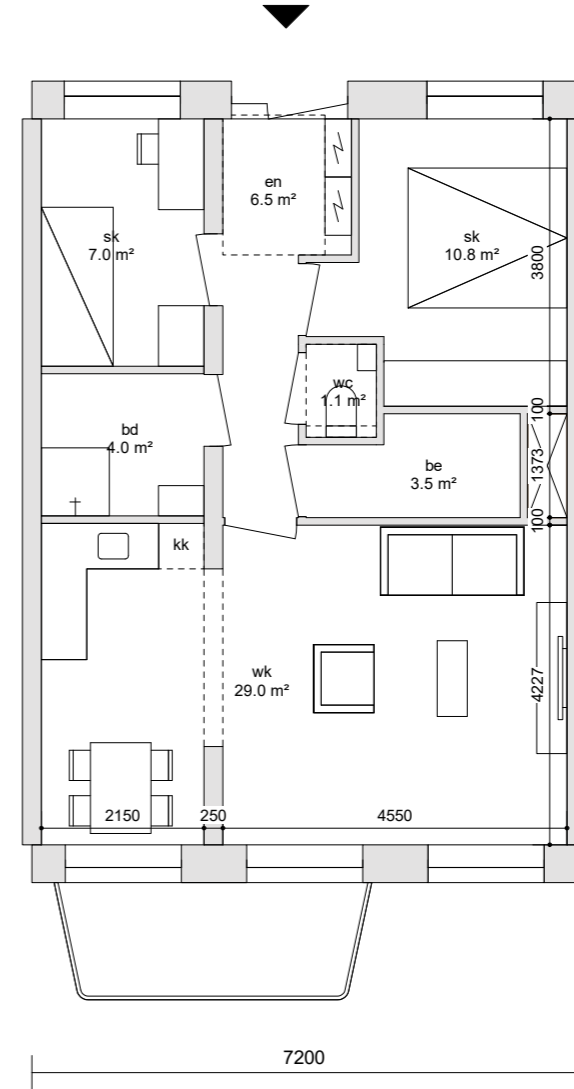 en
6.5 m²
sk
7.0 m²
sk
10.8 m²
3800
wc
1.1 m²
100
bd
4.0 m²
be
3.5 m²
1373
100
kk
wk
29.0 m²
4227
2150
250
4550
7200